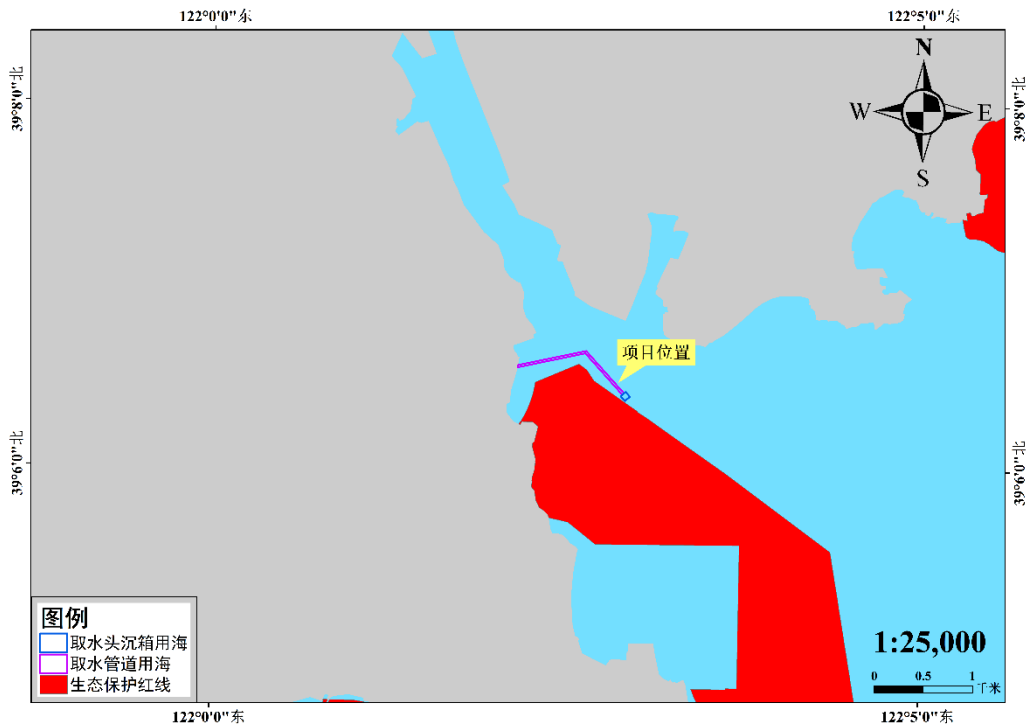 122°0'0"东
122°5'0"东
N
W
E
S
39°8'0"北
39°8'0"北
项目位置
39°6'0"北
39°6'0"北
图例
取水头沉箱用海
取水管道用海
生态保护红线
1:25,000
0 0.5 1
千米
122°0'0"东
122°5'0"东